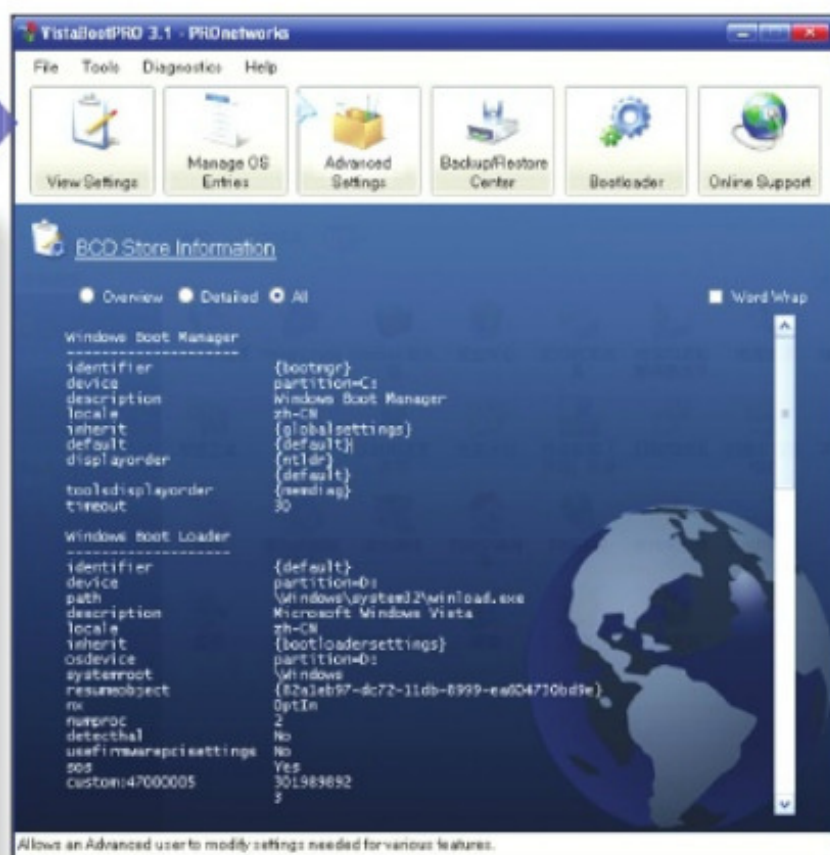 VistaBootPRO 3.1 - PROnetworks
File Tools Diagnostics Help
View Settings
Manage OS Entries
Advanced Settings
Backup/Restore Center
Bootloader
Online Support
BCD Store Information
Overview Detailed All Word Wrap
Windows Boot Manager
--------------------
identifier {bootmgr}
device partition=C:
description Windows Boot Manager
locale zh-CN
inherit {globalsettings}
default {default}
displayorder {ntldr}
{default}
toolsdisplayorder {memdiag}
timeout 30
Windows Boot Loader
-------------------
identifier {default}
device partition=D:
path \Windows\system32\winload.exe
description Microsoft Windows Vista
locale zh-CN
inherit {bootloadersettings}
osdevice partition=D:
systemroot \Windows
resumeobject
nx OptIn
numproc 2
detecthal No
usefirmwarepcisettings No
sos Yes
custom:47000005 301989892
3
Allows an Advanced user to modify settings needed for various features.